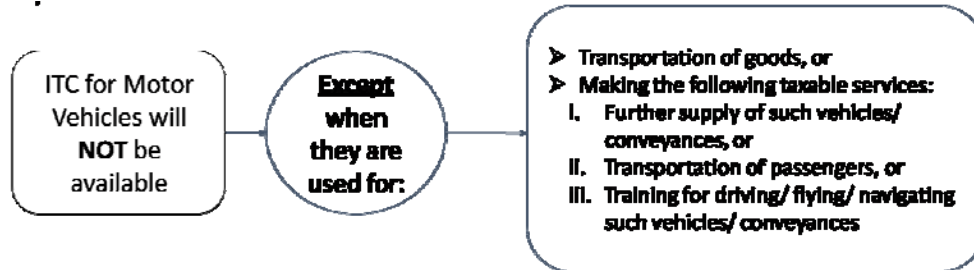 ITC for Motor
Vehicles will
NOT be
available
Except
when
they are
used for:
➤ Transportation of goods, or
➤ Making the following taxable services:
I. Further supply of such vehicles/
conveyances, or
II. Transportation of passengers, or
III. Training for driving/ flying/ navigating
such vehicles/ conveyances